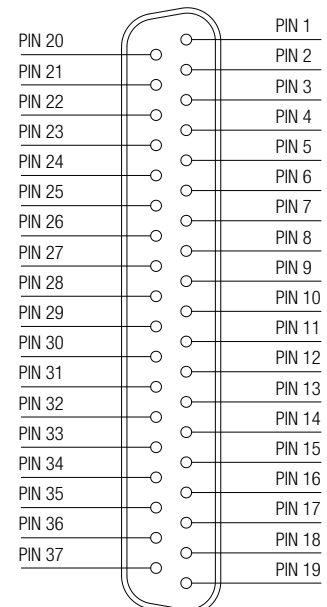 PIN 1
PIN 20
PIN 2
PIN 21
PIN 3
PIN 22
PIN 4
PIN 23
PIN 5
PIN 24
PIN 6
PIN 25
PIN 7
PIN 26
PIN 8
PIN 27
PIN 9
PIN 28
PIN 10
PIN 29
PIN 11
PIN 30
PIN 12
PIN 31
PIN 13
PIN 32
PIN 14
PIN 33
PIN 15
PIN 34
PIN 16
PIN 35
PIN 17
PIN 36
PIN 18
PIN 37
PIN 19